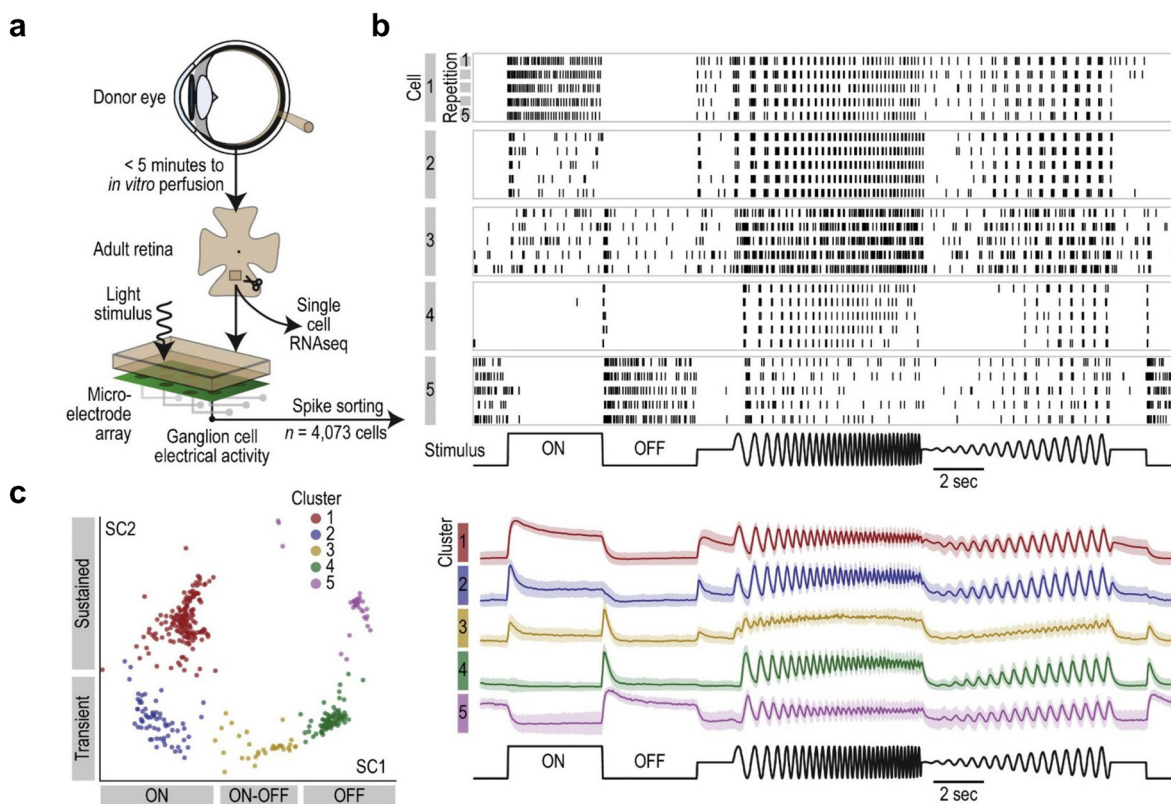 a
Donor eye
< 5 minutes to
in vitro perfusion
Adult retina
Light
stimulus
Single
cell
RNAseq
Micro-
electrode
array
Ganglion cell
electrical activity
Spike sorting
n = 4,073 cells
b
Cell
Repetition
1
5
1
2
3
4
5
Stimulus
ON
OFF
2 sec
c
SC2
Cluster
1
2
3
4
5
Sustained
Transient
SC1
ON
ON-OFF
OFF
Cluster
1
2
3
4
5
ON
OFF
2 sec